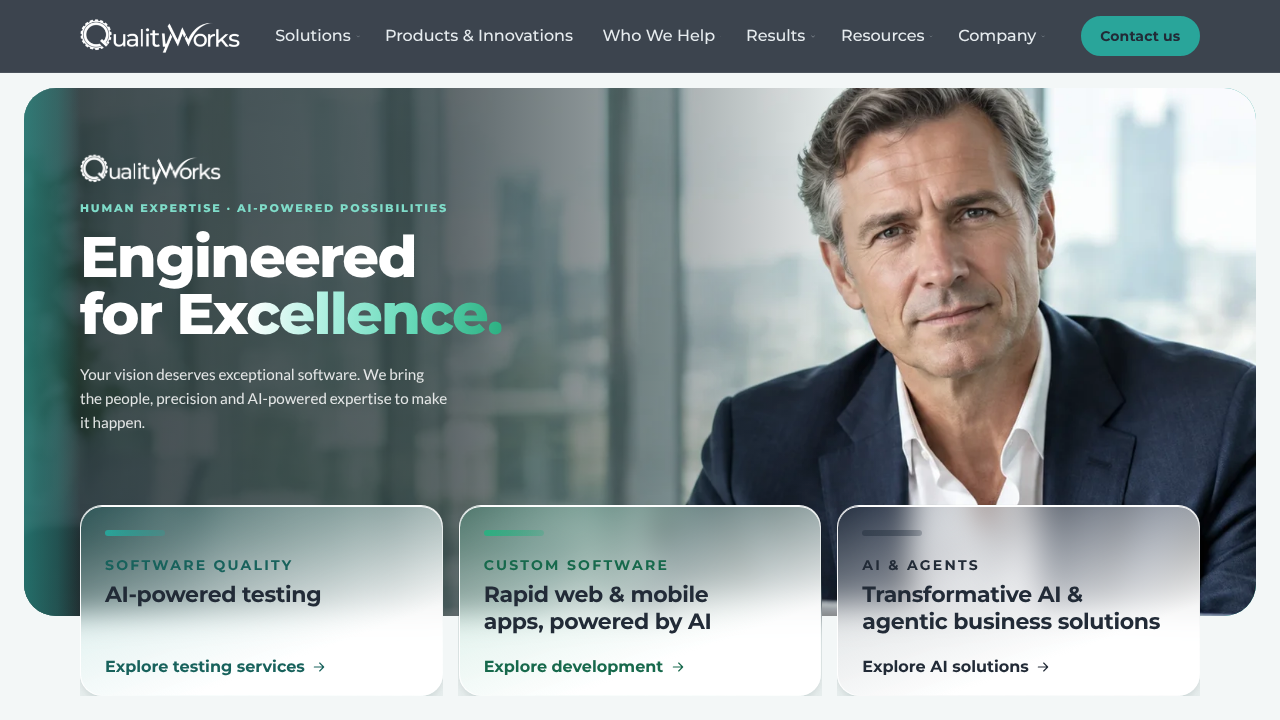 QualityWorks
Solutions
Products & Innovations
Who We Help
Results
Resources
Company
Contact us
QualityWorks
HUMAN EXPERTISE · AI-POWERED POSSIBILITIES
Engineered
for Excellence.
Your vision deserves exceptional software. We bring
the people, precision and AI-powered expertise to make
it happen.
SOFTWARE QUALITY
AI-powered testing
Explore testing services →
CUSTOM SOFTWARE
Rapid web & mobile
apps, powered by AI
Explore development →
AI & AGENTS
Transformative AI &
agentic business solutions
Explore AI solutions →